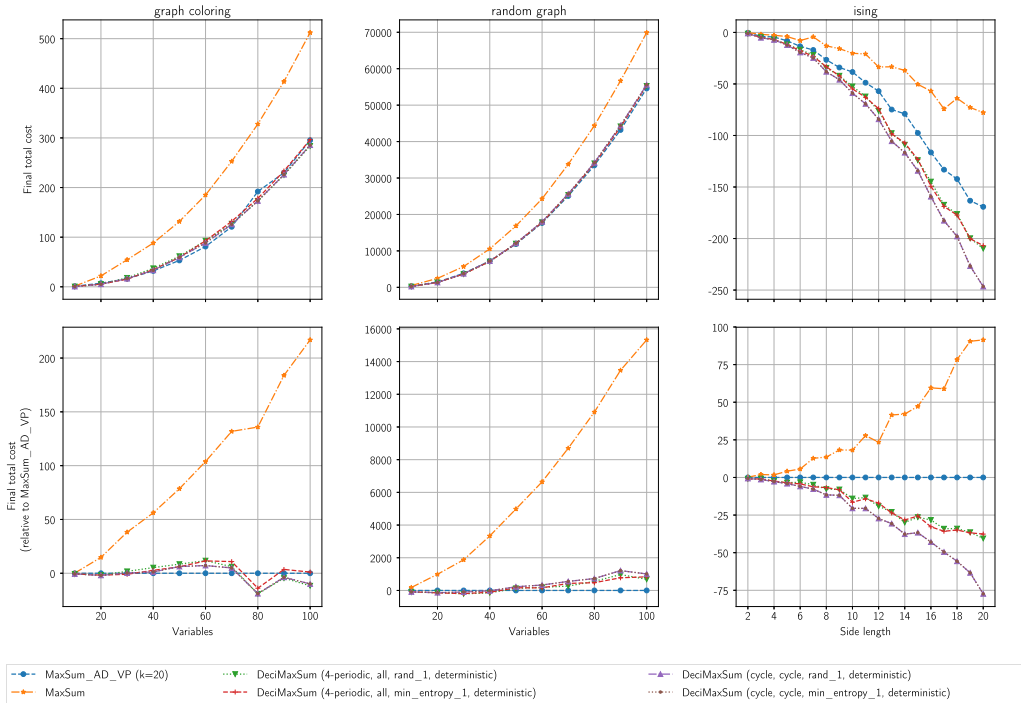 graph coloring
random graph
ising
Final total cost
500
400
300
200
100
0
70000
60000
50000
40000
30000
20000
10000
0
0
-50
-100
-150
-200
-250
Final total cost
(relative to MaxSum_AD_VP)
200
150
100
50
0
16000
14000
12000
10000
8000
6000
4000
2000
0
100
75
50
25
0
-25
-50
-75
20 40 60 80 100
20 40 60 80 100
2 4 6 8 10 12 14 16 18 20
Variables
Variables
Side length
MaxSum_AD_VP (k=20)
MaxSum
DeciMaxSum (4-periodic, all, rand_1, deterministic)
DeciMaxSum (4-periodic, all, min_entropy_1, deterministic)
DeciMaxSum (cycle, cycle, rand_1, deterministic)
DeciMaxSum (cycle, cycle, min_entropy_1, deterministic)